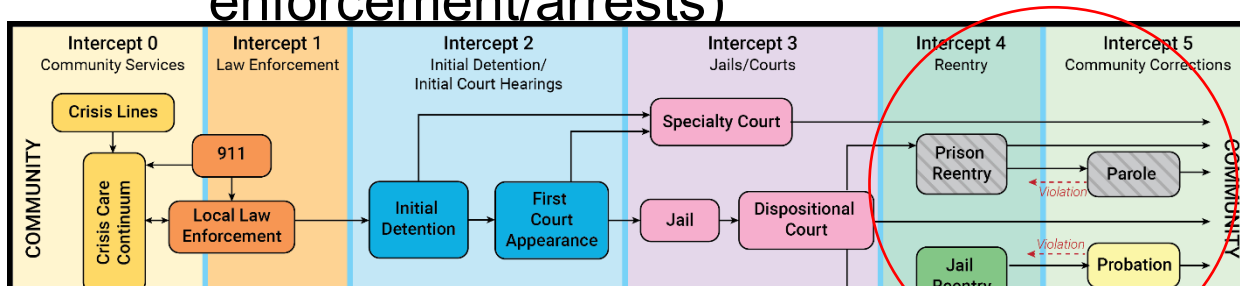 enforcement/arrests)
Intercept 0
Community Services
Intercept 1
Law Enforcement
Intercept 2
Initial Detention/
Initial Court Hearings
Intercept 3
Jails/Courts
Intercept 4
Reentry
Intercept 5
Community Corrections
COMMUNITY
Crisis Lines
Crisis Care
Continuum
911
Local Law
Enforcement
Initial
Detention
First
Court
Appearance
Specialty Court
Jail
Dispositional
Court
Prison
Reentry
Parole
Violation
Violation
Jail
Reentry
Probation
COMMUNITY